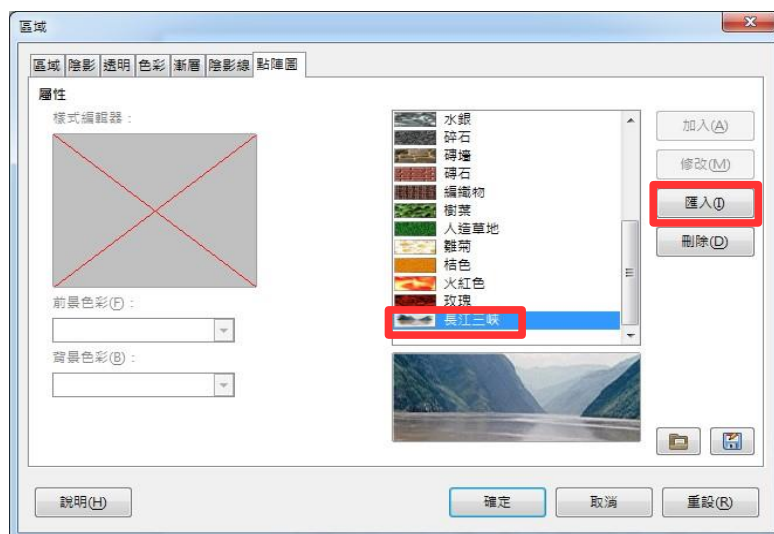 區域
區域 陰影 透明 色彩 漸層 陰影線 點陣圖
屬性
樣式編輯器：
前景色彩(F)：
背景色彩(B)：
水銀
碎石
磚墻
磚石
編織物
樹葉
人造草地
雛菊
桔色
火紅色
玫瑰
長江三峽
加入(A)
修改(M)
匯入(I)
刪除(D)
說明(H)
確定
取消
重設(R)